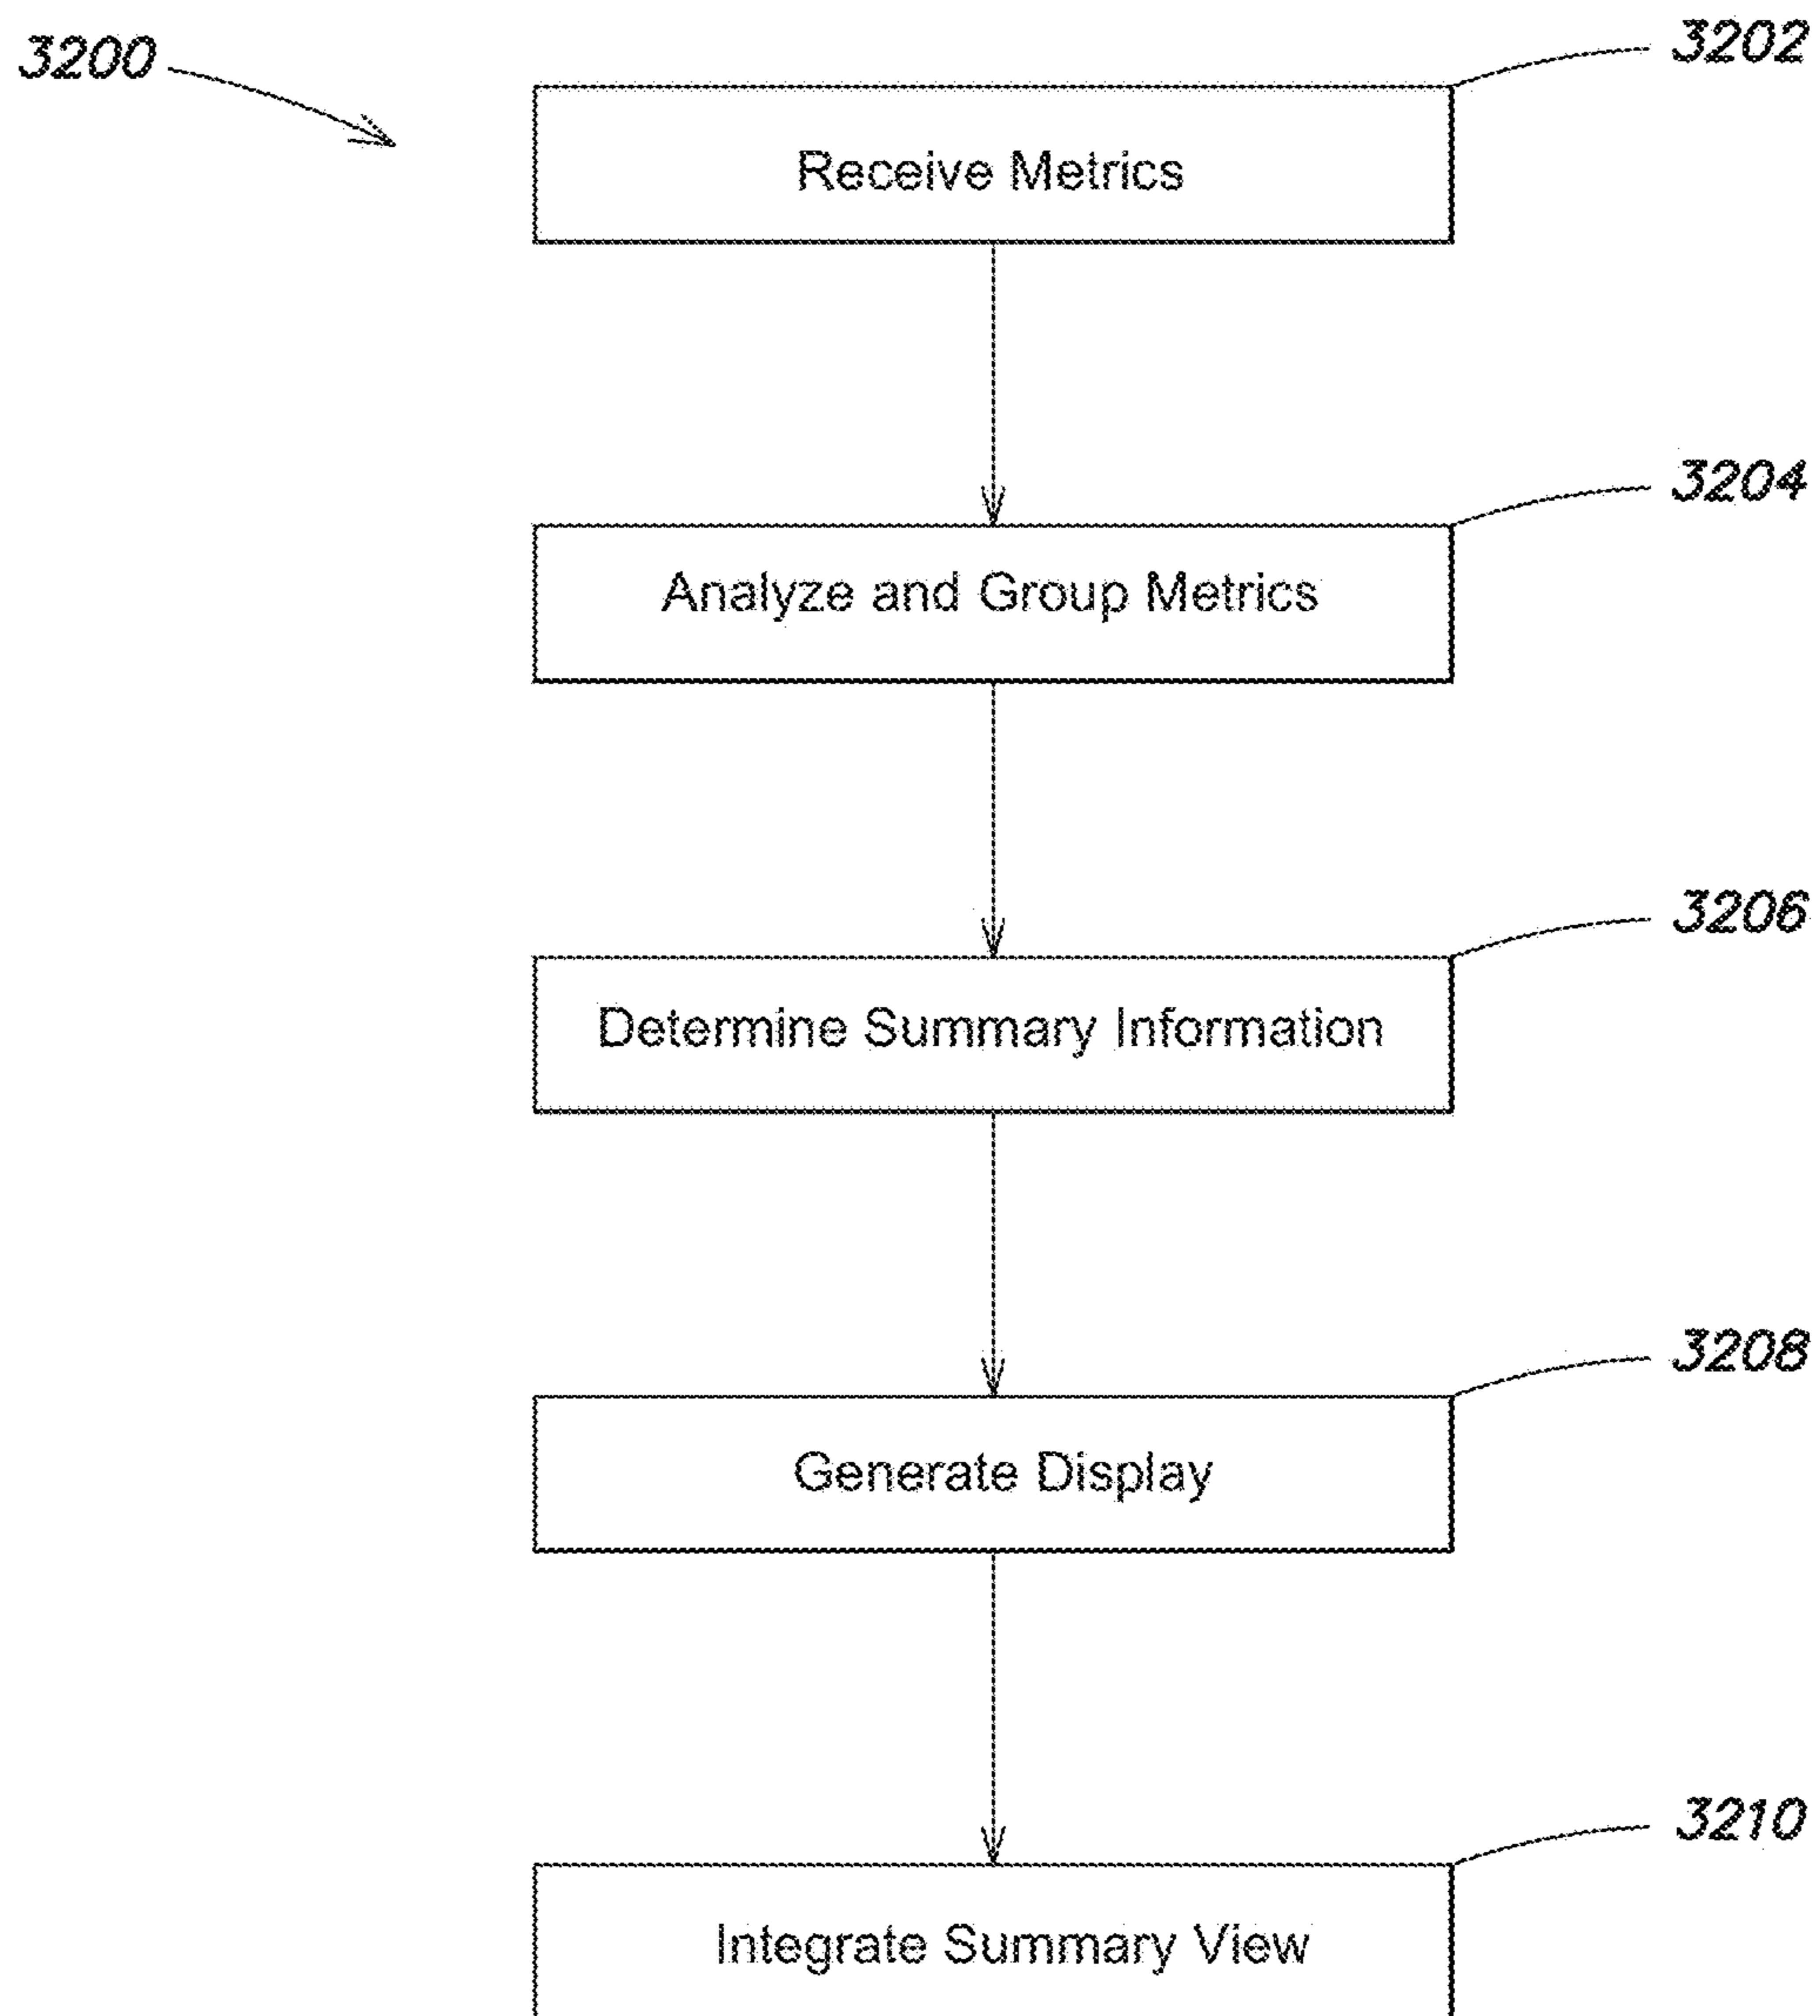 3200
3202
Receive Metrics
3204
Analyze and Group Metrics
3206
Determine Summary Information
3208
Generate Display
3210
Integrate Summary View